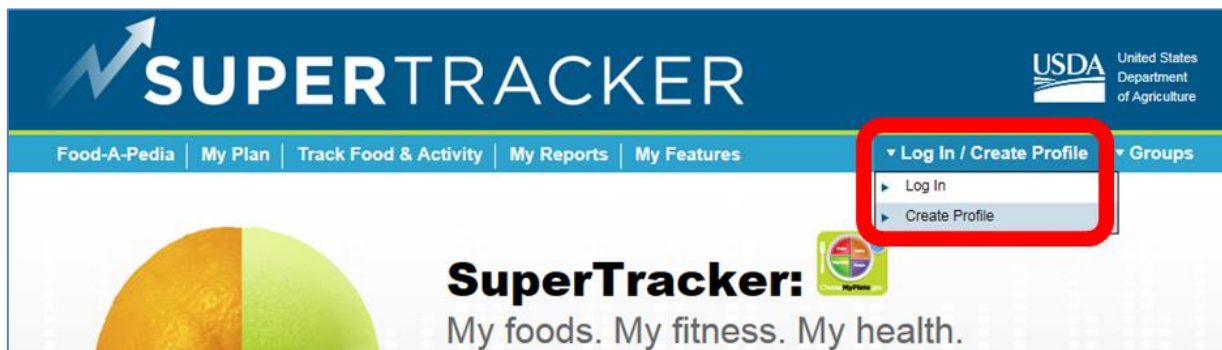 SUPERTRACKER
USDA
United States
Department
of Agriculture
Food-A-Pedia | My Plan | Track Food & Activity | My Reports | My Features
Log In / Create Profile
Groups
Log In
Create Profile
SuperTracker:
My foods. My fitness. My health.